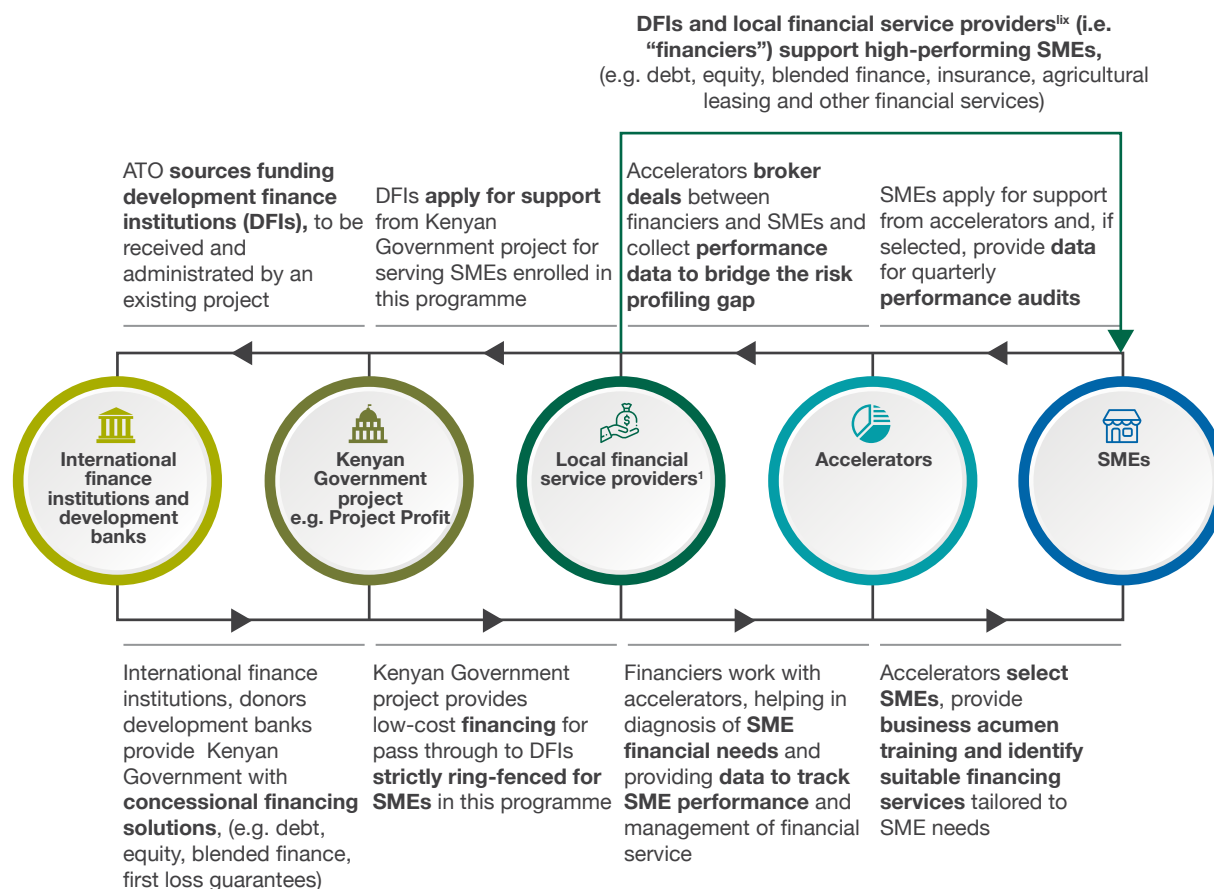 DFIs and local financial service providersˡⁱˣ (i.e.
“financiers”) support high-performing SMEs,
(e.g. debt, equity, blended finance, insurance, agricultural
leasing and other financial services)
ATO sources funding
development finance
institutions (DFIs), to be
received and
administrated by an
existing project
DFIs apply for support
from Kenyan
Government project for
serving SMEs enrolled in
this programme
Accelerators broker
deals between
financiers and SMEs and
collect performance
data to bridge the risk
profiling gap
SMEs apply for support
from accelerators and, if
selected, provide data
for quarterly
performance audits
International
finance
institutions and
development
banks
Kenyan
Government
project
e.g. Project Profit
Local financial
service providers¹
Accelerators
SMEs
International finance
institutions, donors
development banks
provide Kenyan
Government with
concessional financing
solutions, (e.g. debt,
equity, blended finance,
first loss guarantees)
Kenyan Government
project provides
low-cost financing for
pass through to DFIs
strictly ring-fenced for
SMEs in this programme
Financiers work with
accelerators, helping in
diagnosis of SME
financial needs and
providing data to track
SME performance and
management of financial
service
Accelerators select
SMEs, provide
business acumen
training and identify
suitable financing
services tailored to
SME needs